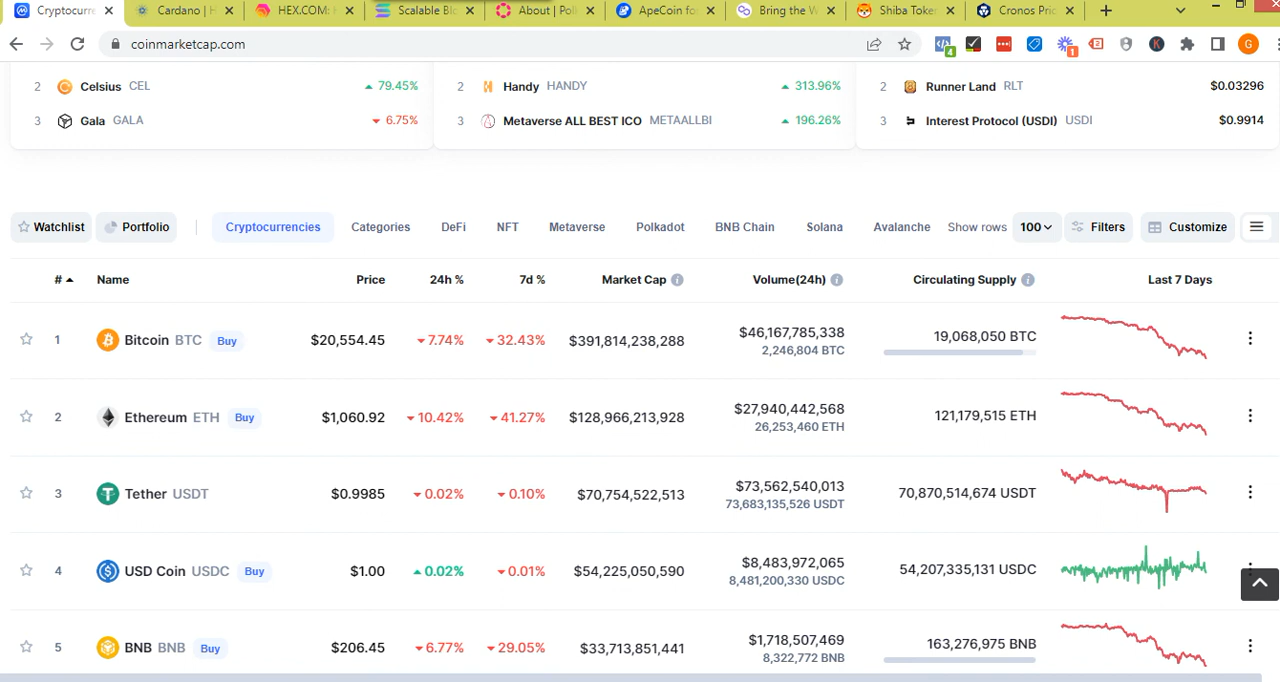 Cryptocurre
Cardano | H
HEX.COM:
Scalable Blo
About | Pol
ApeCoin fo
Bring the W
Shiba Token
Cronos Pric
coinmarketcap.com
4
1
2
K
G
2 Celsius CEL 79.45%
2 Handy HANDY 313.96%
2 Runner Land RLT $0.03296
3 Gala GALA 6.75%
3 Metaverse ALL BEST ICO METAALLBI 196.26%
3 Interest Protocol (USDI) USDI $0.9914
Watchlist Portfolio Cryptocurrencies Categories DeFi NFT Metaverse Polkadot BNB Chain Solana Avalanche Show rows 100 Filters Customize
# Name Price 24h % 7d % Market Cap Volume(24h) Circulating Supply Last 7 Days
1 Bitcoin BTC Buy $20,554.45 7.74% 32.43% $391,814,238,288 $46,167,785,338 19,068,050 BTC
2,246,804 BTC
2 Ethereum ETH Buy $1,060.92 10.42% 41.27% $128,966,213,928 $27,940,442,568 121,179,515 ETH
26,253,460 ETH
3 Tether USDT $0.9985 0.02% 0.10% $70,754,522,513 $73,562,540,013 70,870,514,674 USDT
73,683,135,526 USDT
4 USD Coin USDC Buy $1.00 0.02% 0.01% $54,225,050,590 $8,483,972,065 54,207,335,131 USDC
8,481,200,330 USDC
5 BNB BNB Buy $206.45 6.77% 29.05% $33,713,851,441 $1,718,507,469 163,276,975 BNB
8,322,772 BNB